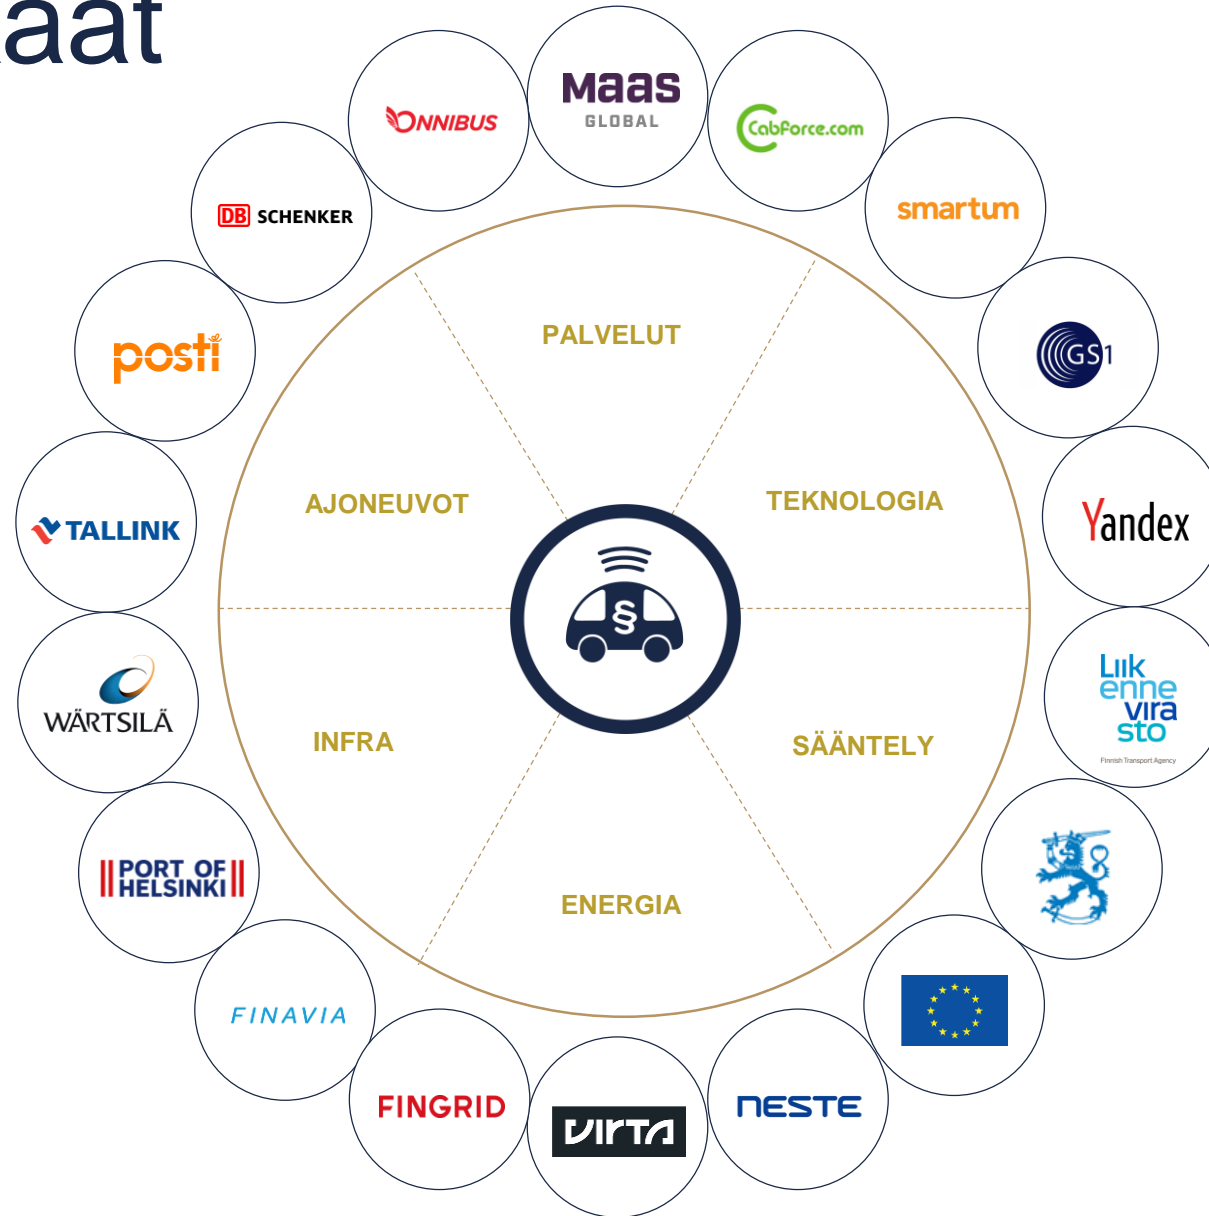 aat
MaaS
GLOBAL
ONNIBUS
CabForce.com
DB SCHENKER
smartum
posti
PALVELUT
GS1
AJONEUVOT
TEKNOLOGIA
TALLINK
Yandex
§
Liik
enne
vira
sto
Finnish Transport Agency
WÄRTSILÄ
INFRA
SÄÄNTELY
PORT OF
HELSINKI
ENERGIA
FINAVIA
FINGRID
VIRTA
NESTE